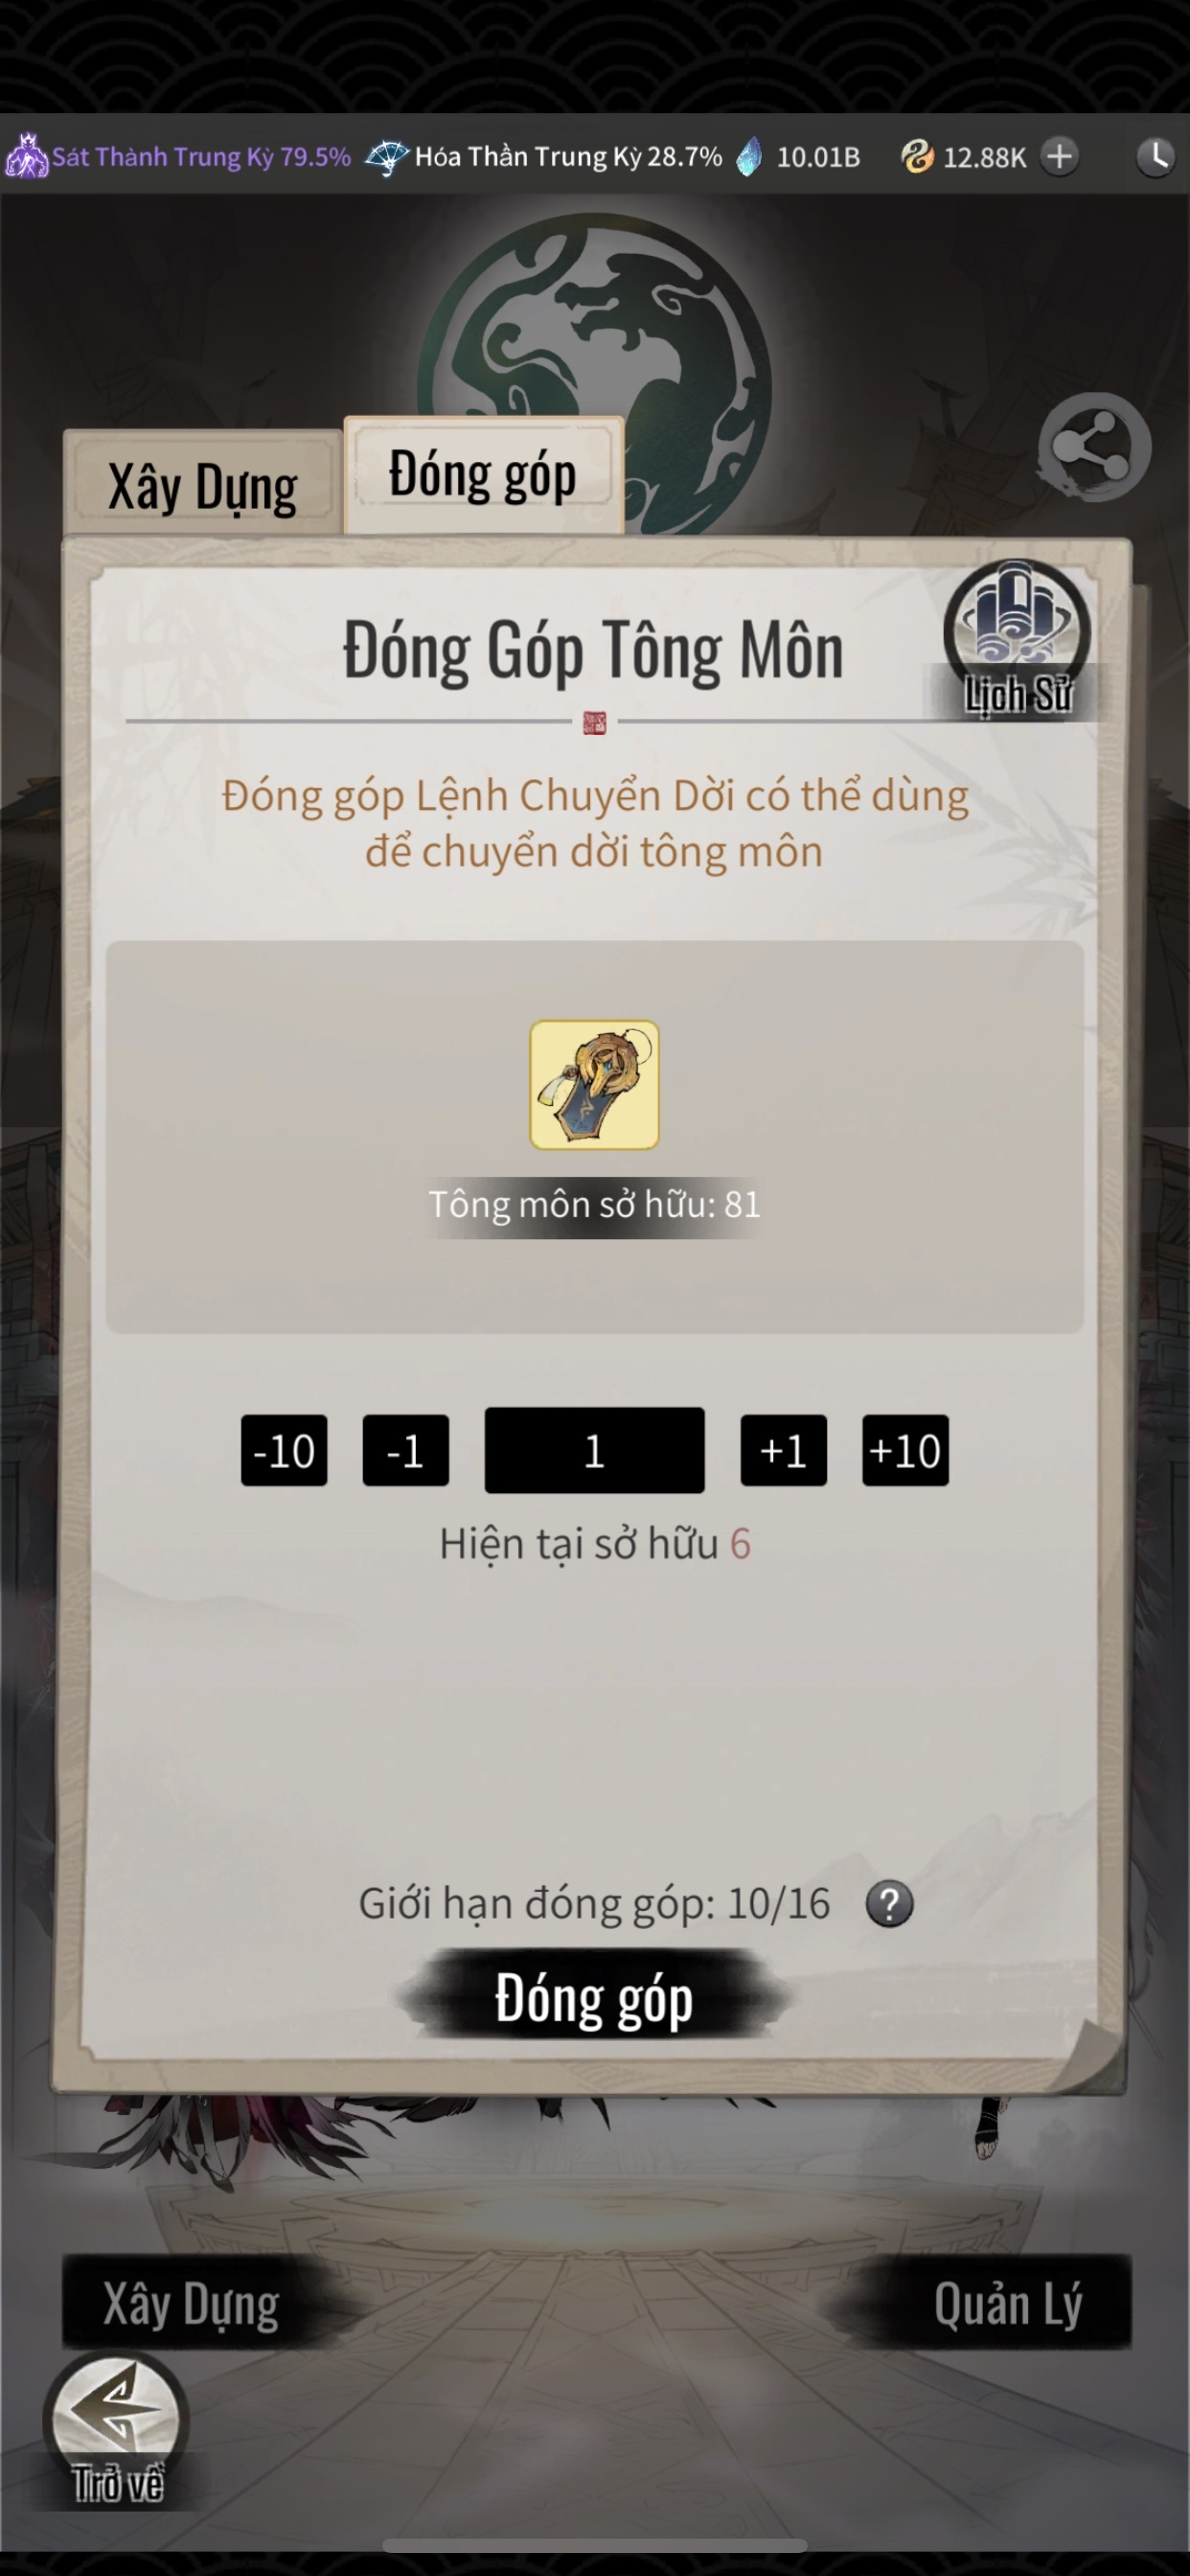 Sát Thành Trung Kỳ 79.5% Hóa Thần Trung Kỳ 28.7% 10.01B 12.88K
Xây Dựng
Đóng góp
Đóng Góp Tông Môn
Lịch Sử
Đóng góp Lệnh Chuyển Dời có thể dùng
để chuyển dời tông môn
Tông môn sở hữu: 81
-10 -1 1 +1 +10
Hiện tại sở hữu 6
Giới hạn đóng góp: 10/16 ?
Đóng góp
Xây Dựng
Quản Lý
Trở về